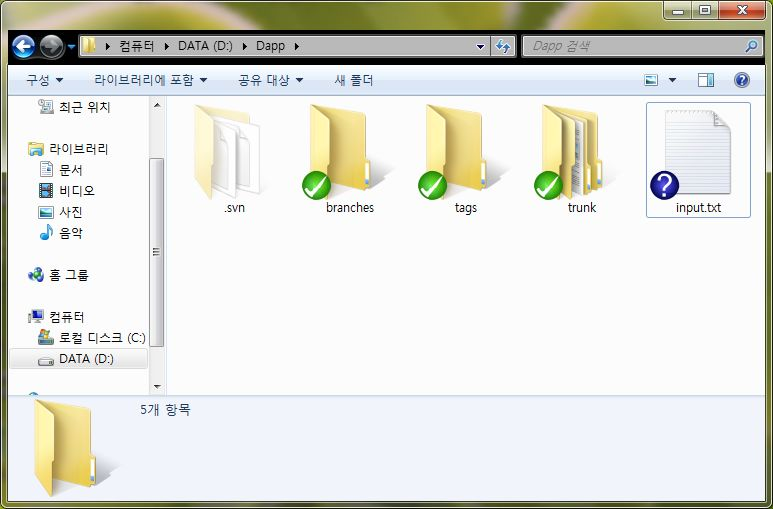 컴퓨터 DATA (D:) Dapp
Dapp 검색
구성 라이브러리에 포함 공유 대상 새 폴더
최근 위치
라이브러리
문서
비디오
사진
음악
홈 그룹
컴퓨터
로컬 디스크 (C:)
DATA (D:)
.svn
branches
tags
trunk
input.txt
5개 항목